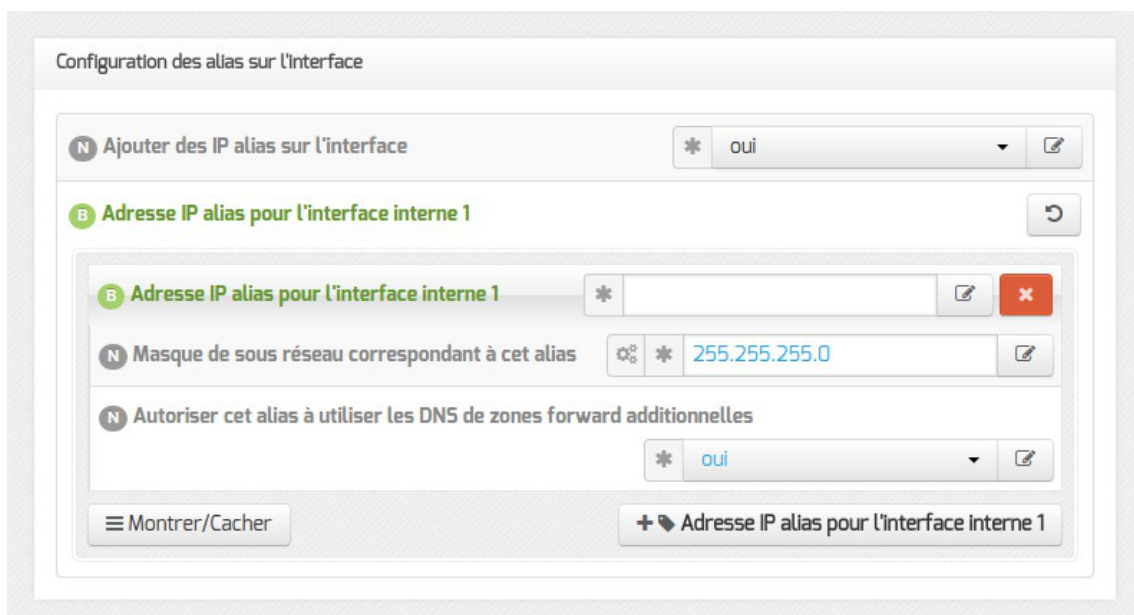 Configuration des alias sur l'interface
N Ajouter des IP alias sur l'interface
oui
B Adresse IP alias pour l'interface interne 1
B Adresse IP alias pour l'interface interne 1
N Masque de sous réseau correspondant à cet alias
255.255.255.0
N Autoriser cet alias à utiliser les DNS de zones forward additionnelles
oui
Montrer/Cacher
Adresse IP alias pour l'interface interne 1